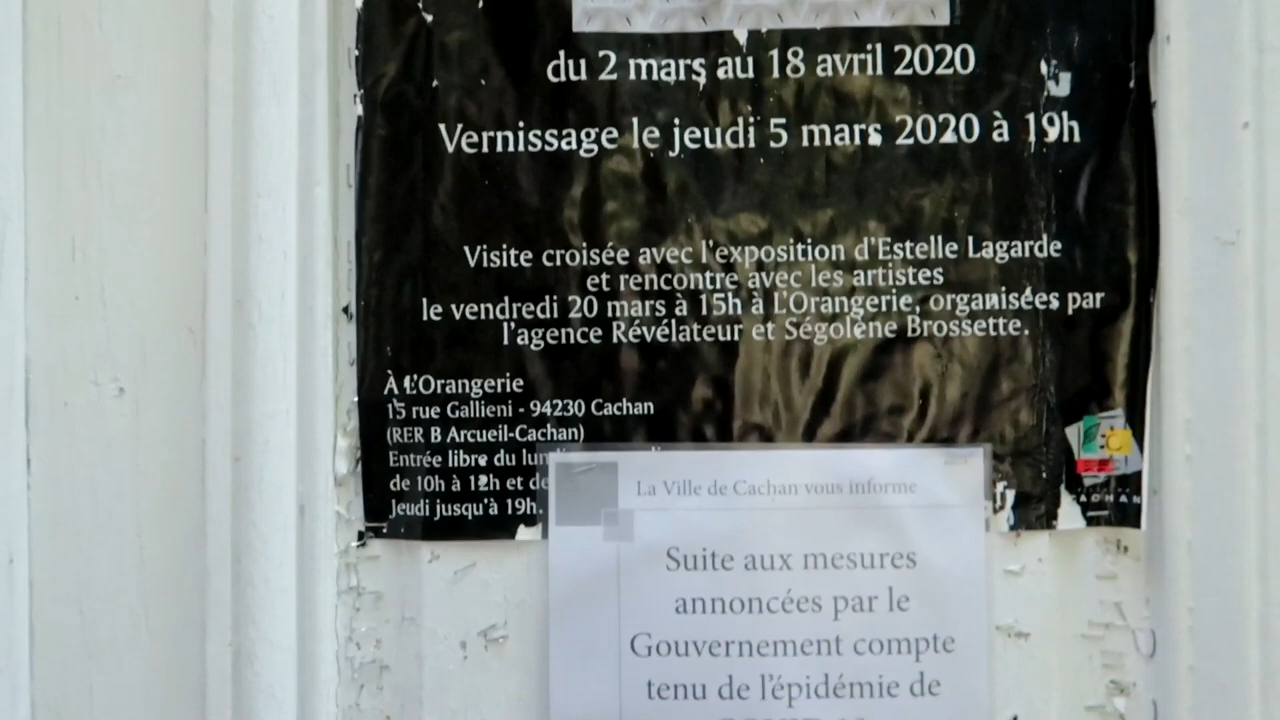 du 2 mars au 18 avril 2020
Vernissage le jeudi 5 mars 2020 à 19h
Visite croisée avec l'exposition d'Estelle Lagarde
et rencontre avec les artistes
le vendredi 20 mars à 15h à L'Orangerie, organisées par
l'agence Révélateur et Ségolène Brossette.
À L'Orangerie
15 rue Gallieni - 94230 Cachan
(RER B Arcueil-Cachan)
Entrée libre du
de 10h à 12h et de
Jeudi jusqu'à 19h.
CACHAN
La Ville de Cachan vous informe
Suite aux mesures
annoncées par le
Gouvernement compte
tenu de l'épidémie de